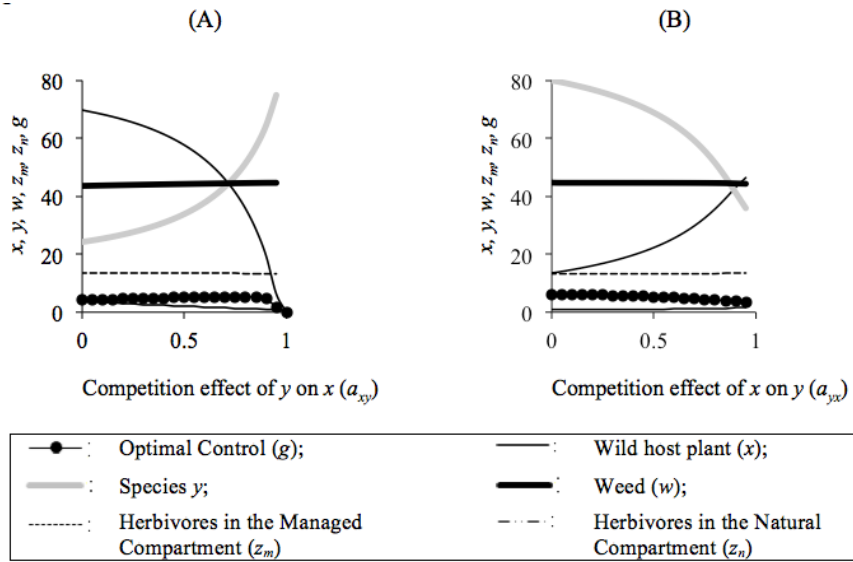 (A) (B)
x, y, w, z_m, z_n, g
80
60
40
20
0
0 0.5 1
Competition effect of y on x (a_xy)
x, y, w, z_m, z_n, g
80
60
40
20
0
0 0.5 1
Competition effect of x on y (a_yx)
: Optimal Control (g);
: Wild host plant (x);
: Species y;
: Weed (w);
: Herbivores in the Managed
Compartment (z_m)
: Herbivores in the Natural
Compartment (z_n)